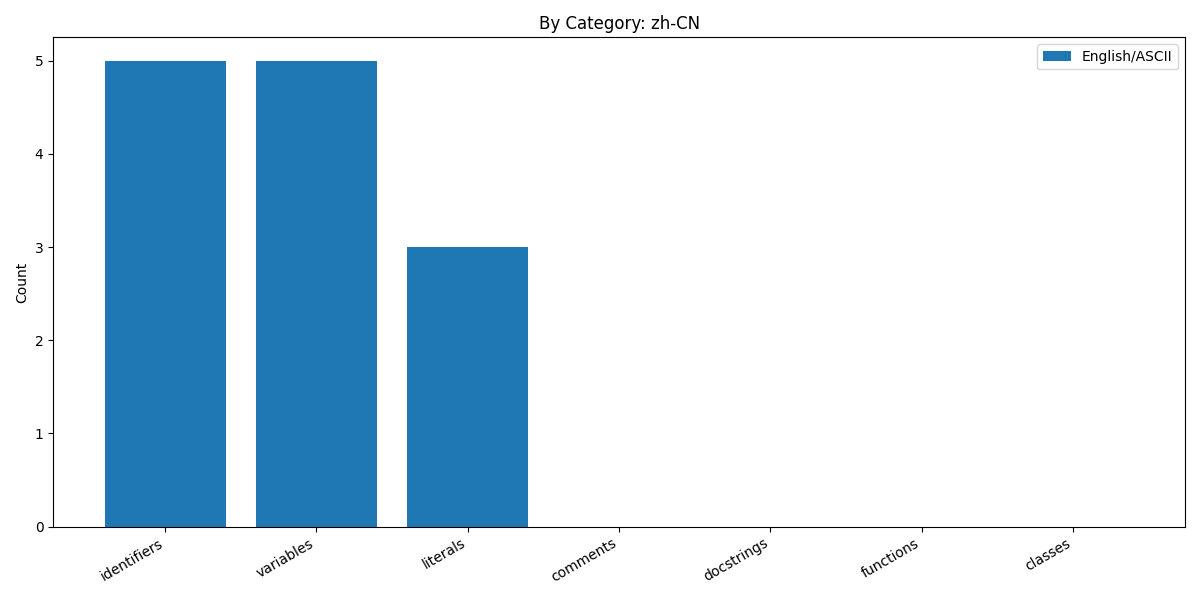 By Category: zh-CN
English/ASCII
Count
5
4
3
2
1
0
identifiers
variables
literals
comments
docstrings
functions
classes